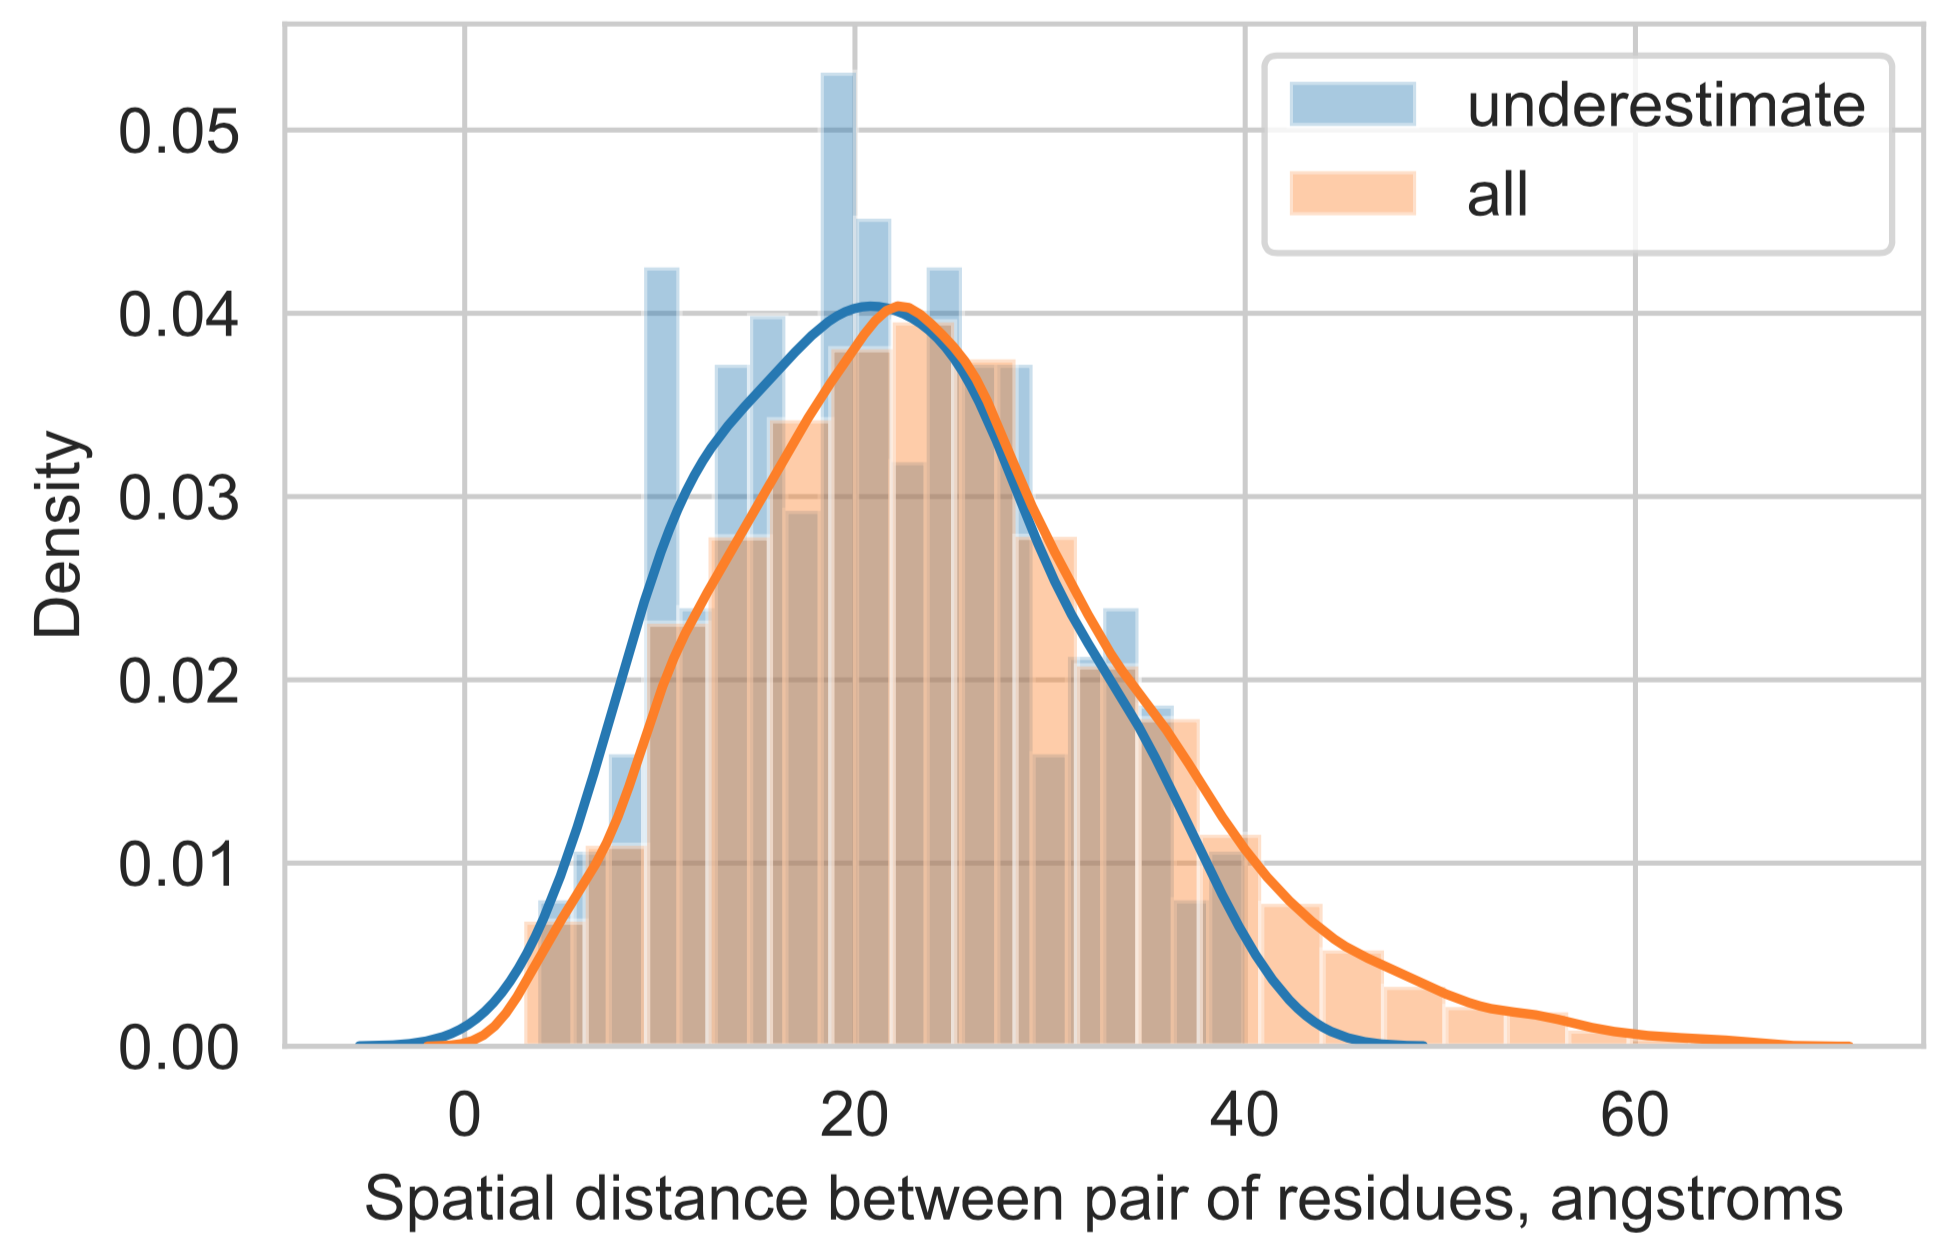 underestimate
all
0.05
0.04
0.03
0.02
0.01
0.00
Density
0 20 40 60
Spatial distance between pair of residues, angstroms